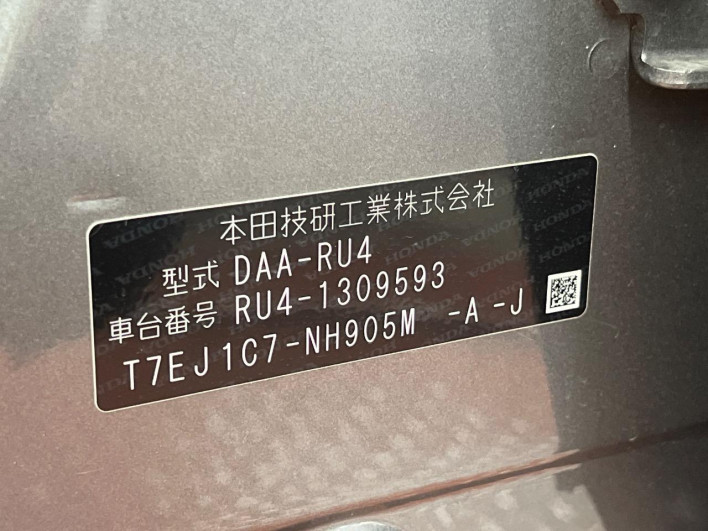 本田技研工業株式会社
型式 DAA-RU4
車台番号 RU4-1309593
T7EJ1C7-NH905M -A -J